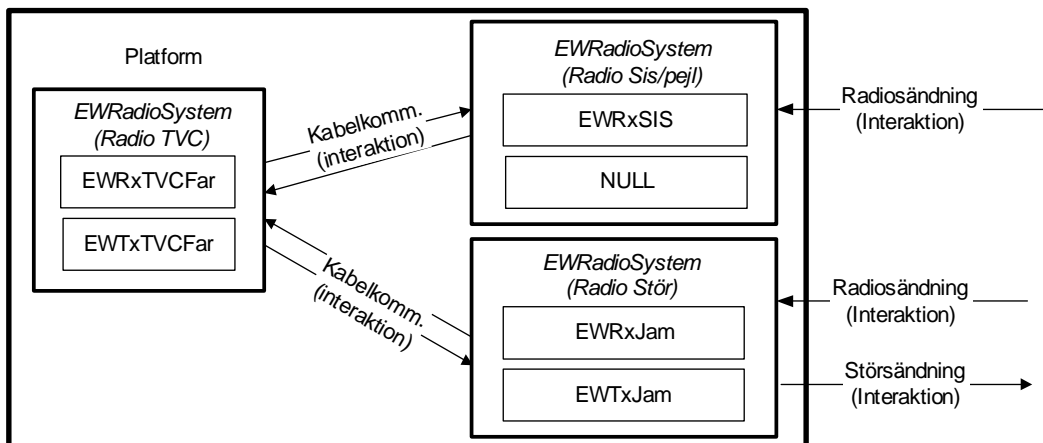 Platform
EWRadioSystem
(Radio TVC)
EWRxTVCFar
EWTxTVCFar
Kabelkomm.
(interaktion)
Kabelkomm.
(interaktion)
EWRadioSystem
(Radio Sis/pejl)
EWRxSIS
NULL
EWRadioSystem
(Radio Stör)
EWRxJam
EWTxJam
Radiosändning
(Interaktion)
Radiosändning
(Interaktion)
Störsändning
(Interaktion)